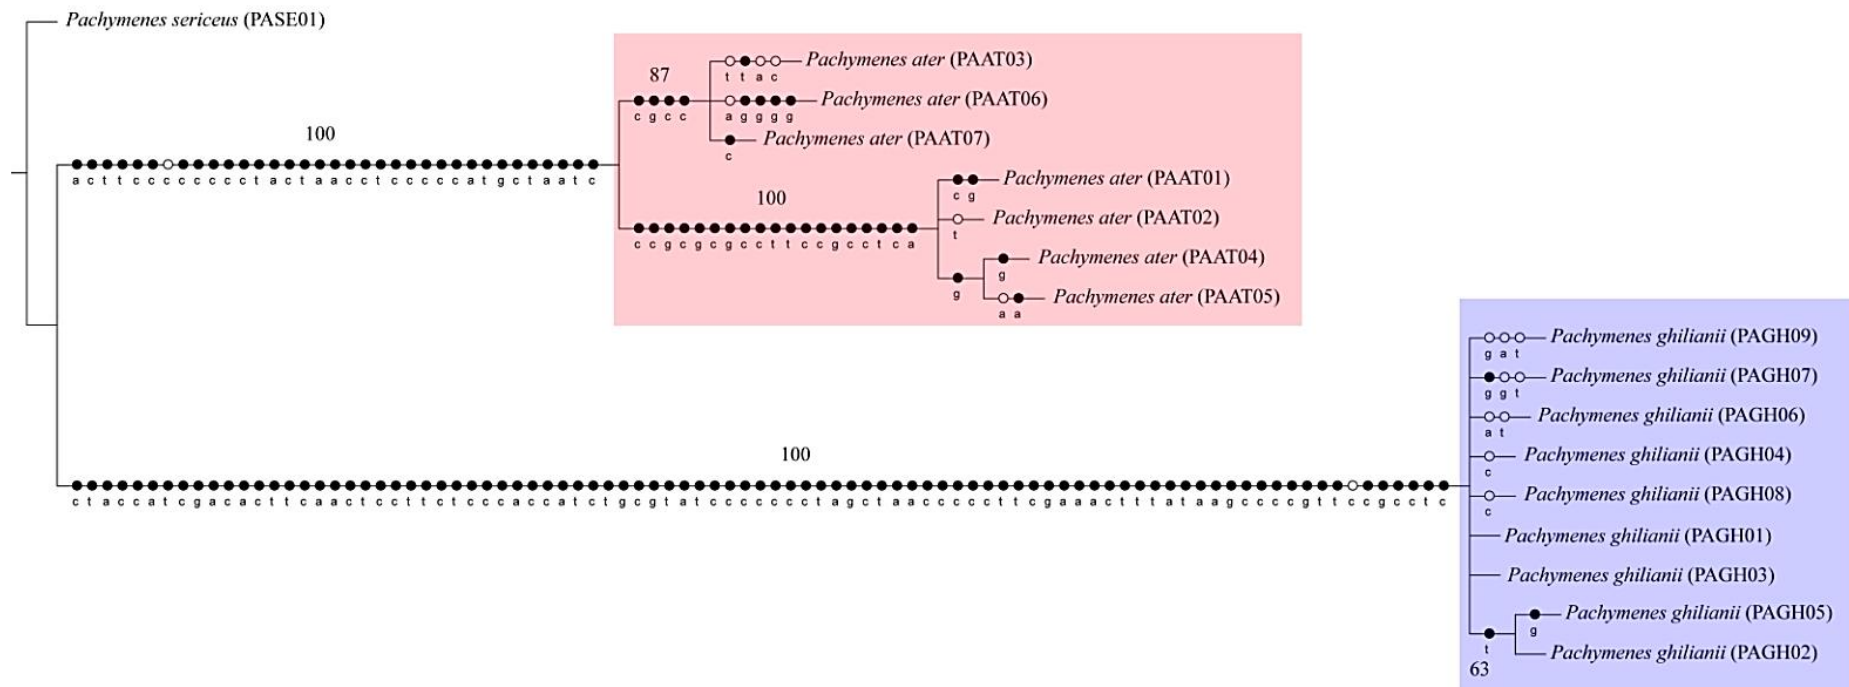 Pachymenes sericeus (PASE01)
Pachymenes ater (PAAT03)
t t a c
87
Pachymenes ater (PAAT06)
c g c c
a g g g g
Pachymenes ater (PAAT07)
c
100
a c t t c c c c c c c c t a c t a a c c t c c c c c a t g c t a a t c
Pachymenes ater (PAAT01)
c g
100
Pachymenes ater (PAAT02)
t
c c g c g c g c c t t c c g c c t c a
Pachymenes ater (PAAT04)
g
g
Pachymenes ater (PAAT05)
a a
Pachymenes ghilianii (PAGH09)
g a t
Pachymenes ghilianii (PAGH07)
g g t
Pachymenes ghilianii (PAGH06)
a t
Pachymenes ghilianii (PAGH04)
c
100
Pachymenes ghilianii (PAGH08)
c
c t a c c a t c g a c a c t t c a a c t c c t t c t c c c a c c a t c t g c g t a t c c c c c c c t a g c t a a c c c c c t t c g a a a c t t t a t a a g c c c c g t t c c g c c t c
Pachymenes ghilianii (PAGH01)
Pachymenes ghilianii (PAGH03)
Pachymenes ghilianii (PAGH05)
g
t
Pachymenes ghilianii (PAGH02)
63